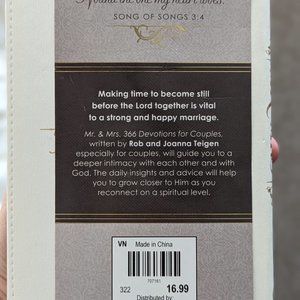 found the one my heart loves.
SONG OF SONGS 3:4
Making time to become still
before the Lord together is vital
to a strong and happy marriage.
Mr. & Mrs. 366 Devotions for Couples,
written by Rob and Joanna Teigen
especially for couples, will guide you to a
deeper intimacy with each other and with
God. The daily insights and advice will help
you to grow closer to Him as you
reconnect on a spiritual level.
VN Made in China
707161
322 16.99
Distributed by: